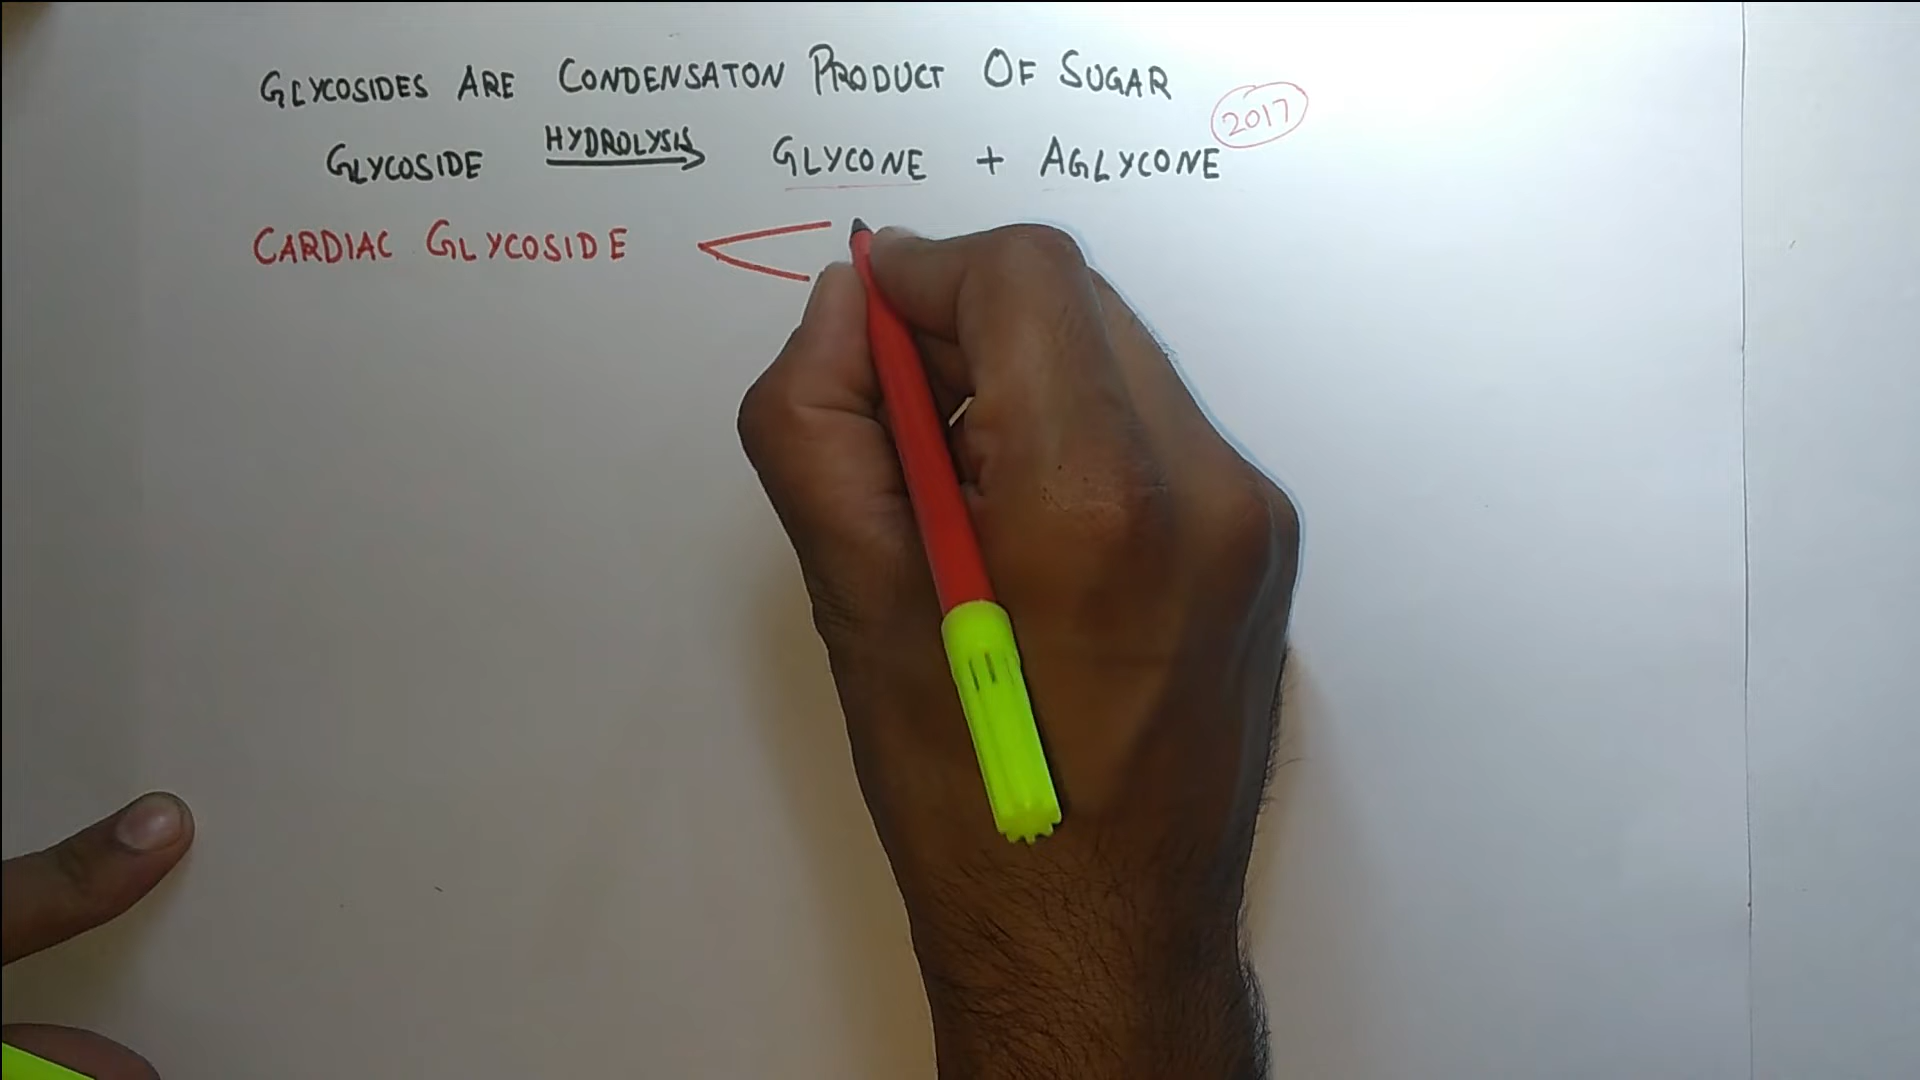 GLYCOSIDES ARE CONDENSATON PRODUCT OF SUGAR
2017
GLYCOSIDE HYDROLYSIS GLYCONE + AGLYCONE
CARDIAC GLYCOSIDE